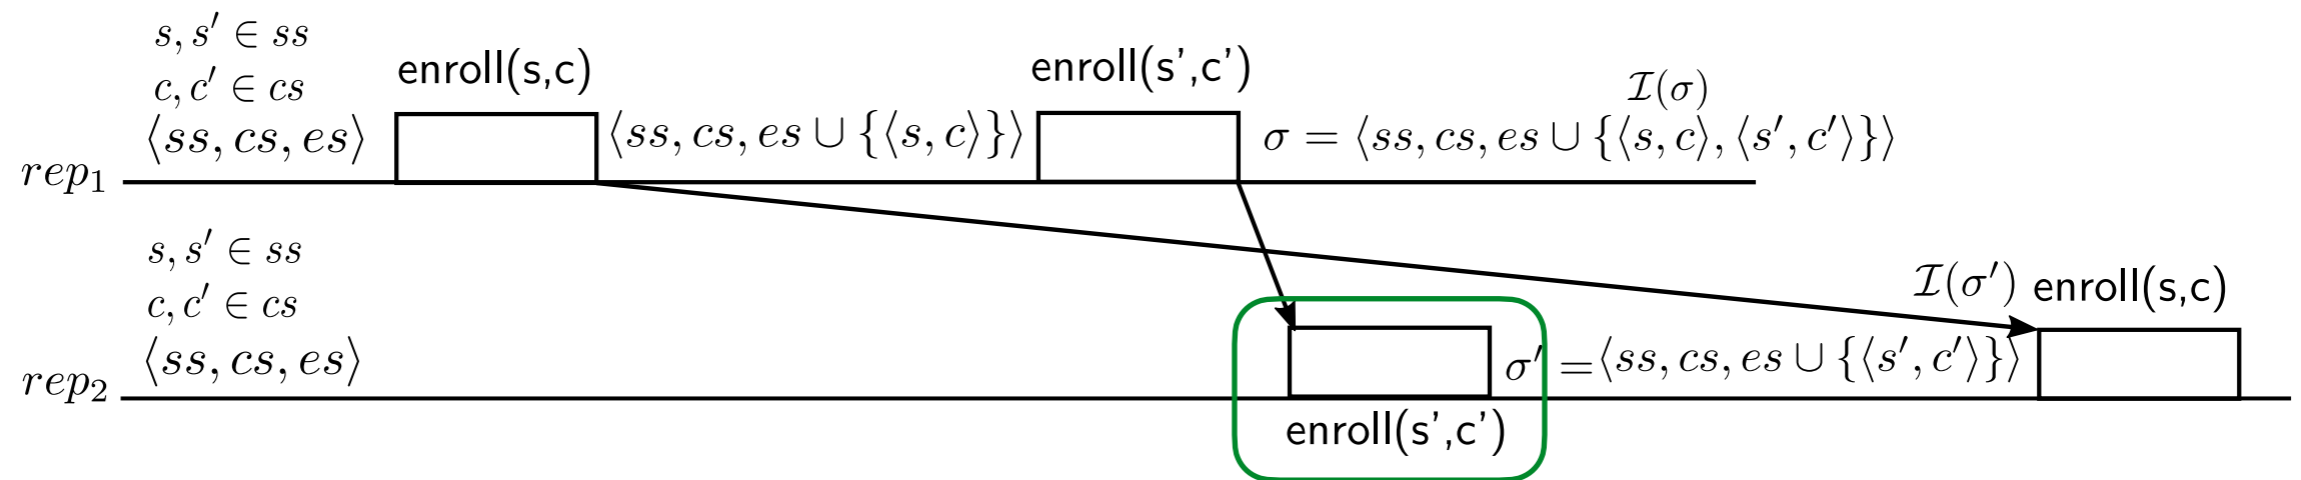 s, s′ ∈ ss
c, c′ ∈ cs
⟨ss, cs, es⟩
enroll(s,c)
⟨ss, cs, es ∪ {⟨s, c⟩}⟩
enroll(s',c')
I(σ)
σ = ⟨ss, cs, es ∪ {⟨s, c⟩, ⟨s′, c′⟩}⟩
rep₁
s, s′ ∈ ss
c, c′ ∈ cs
⟨ss, cs, es⟩
I(σ′) enroll(s,c)
σ′ =⟨ss, cs, es ∪ {⟨s′, c′⟩}⟩
rep₂
enroll(s',c')